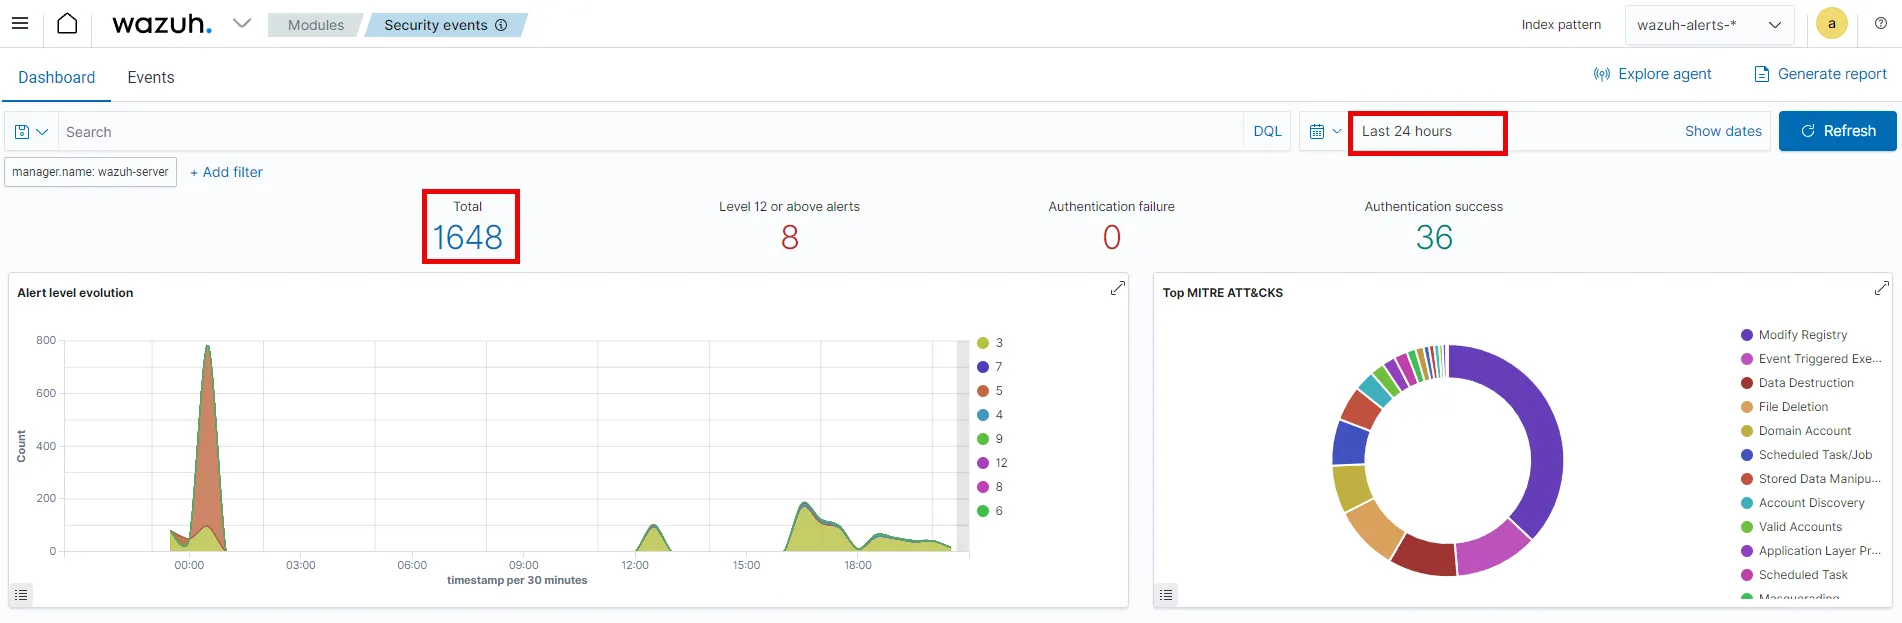 wazuh.
Modules
Security events
Index pattern
wazuh-alerts-*
a
Dashboard
Events
Explore agent
Generate report
Search
DQL
Last 24 hours
Show dates
Refresh
manager.name: wazuh-server
+ Add filter
Total
1648
Level 12 or above alerts
8
Authentication failure
0
Authentication success
36
Alert level evolution
800
600
400
200
0
Count
00:00
03:00
06:00
09:00
12:00
15:00
18:00
timestamp per 30 minutes
3
7
5
4
9
12
8
6
Top MITRE ATT&CKS
Modify Registry
Event Triggered Exe...
Data Destruction
File Deletion
Domain Account
Scheduled Task/Job
Stored Data Manipu...
Account Discovery
Valid Accounts
Application Layer Pr...
Scheduled Task
Masquerading